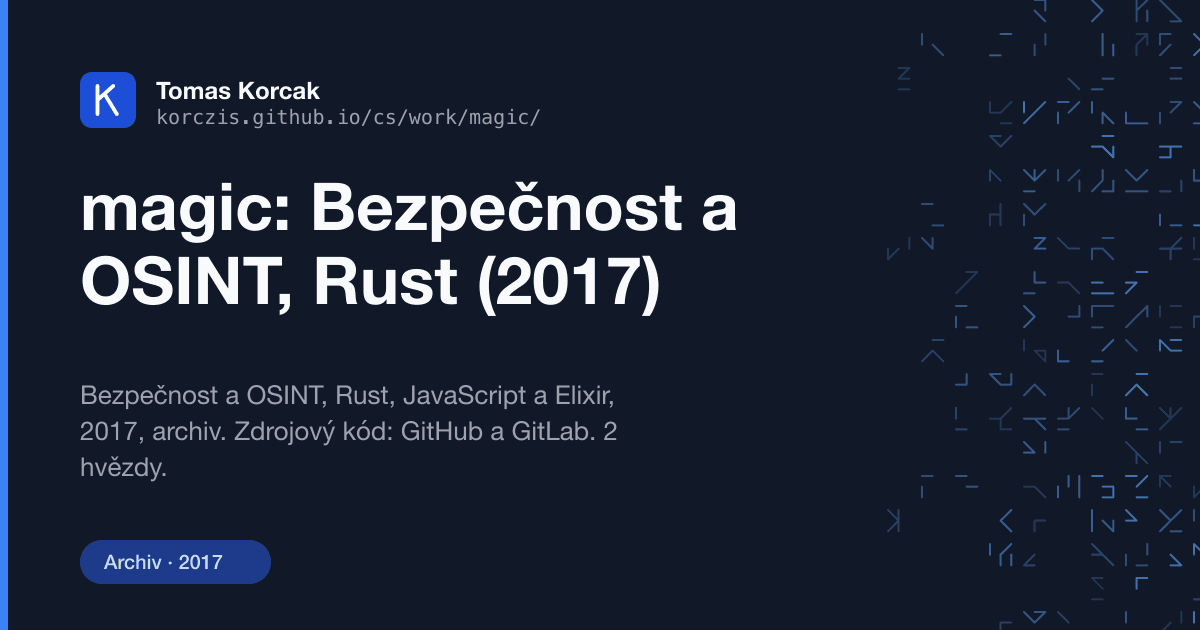 K
Tomas Korcak
korczis.github.io/cs/work/magic/
magic: Bezpečnost a
OSINT, Rust (2017)
Bezpečnost a OSINT, Rust, JavaScript a Elixir,
2017, archiv. Zdrojový kód: GitHub a GitLab. 2
hvězdy.
Archiv · 2017